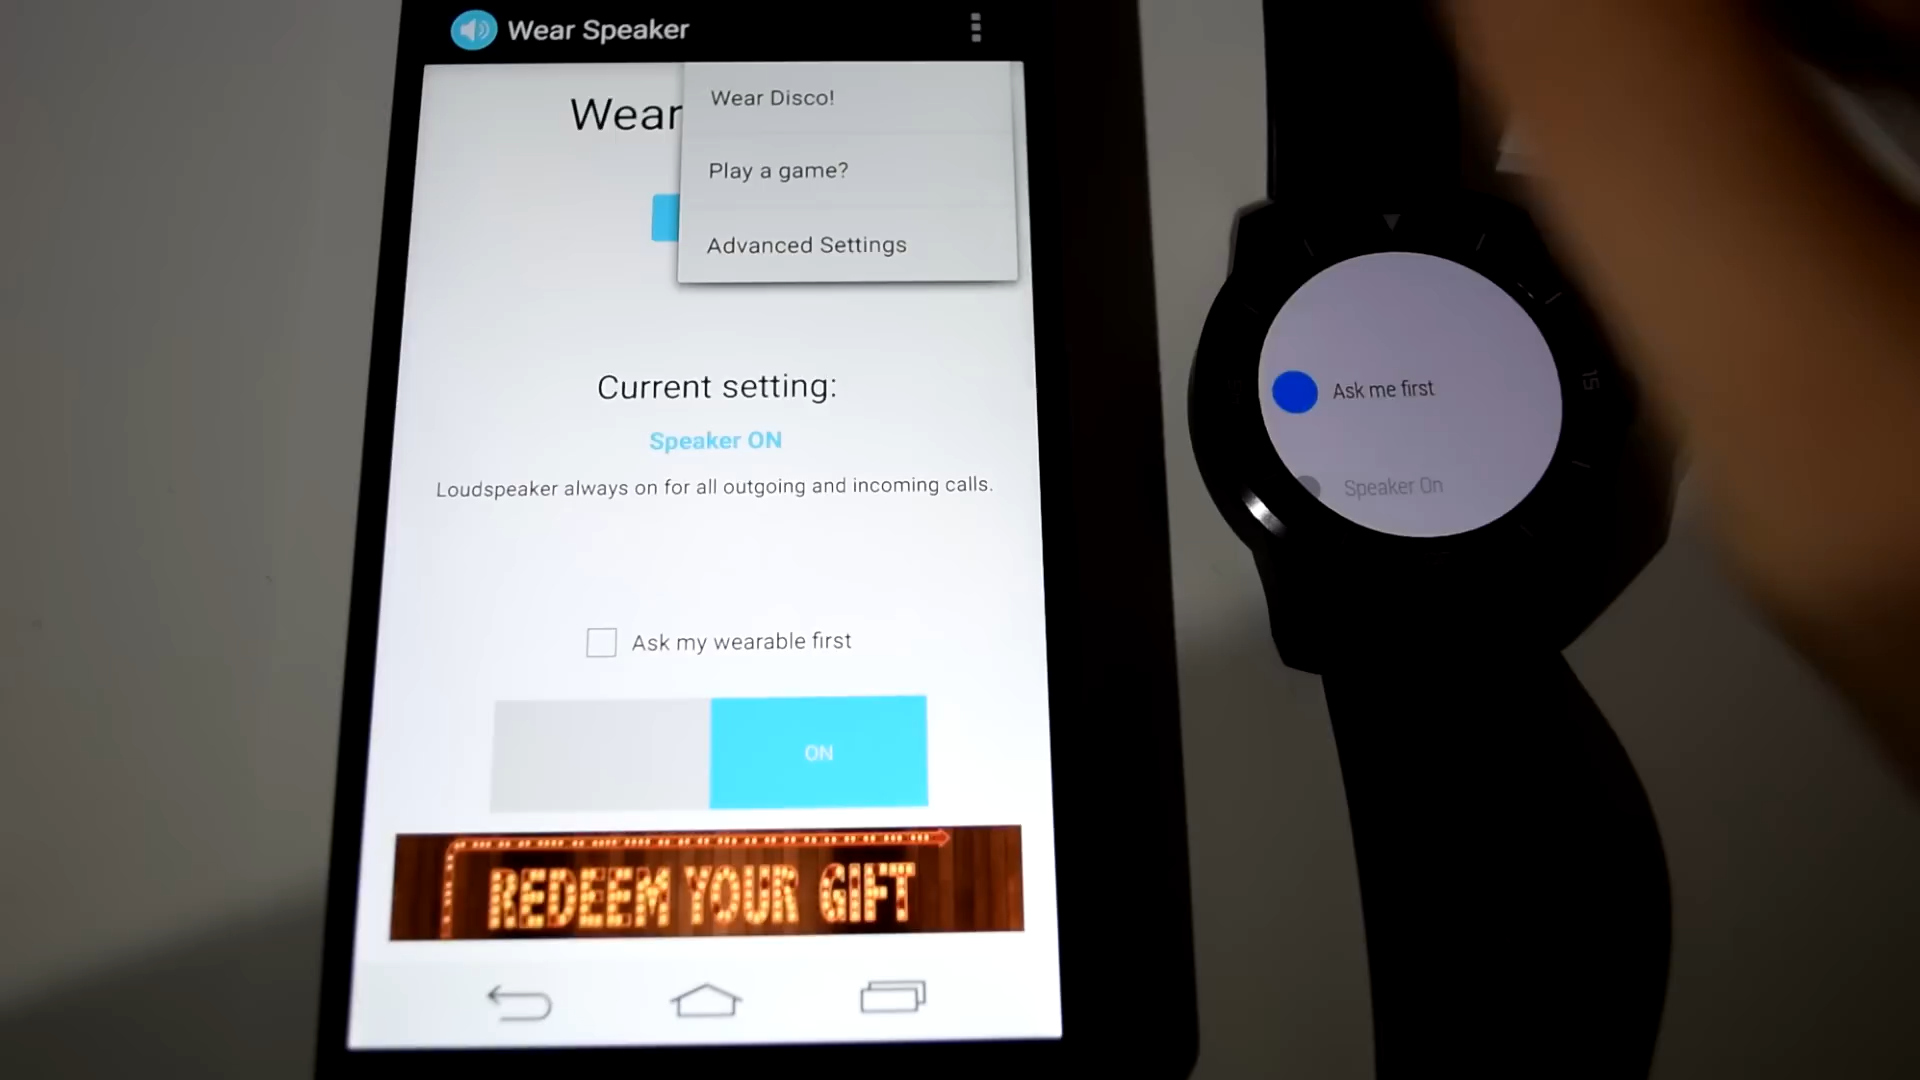 Wear Speaker
Wear Disco!
Wear
Play a game?
Advanced Settings
Current setting:
Speaker ON
Loudspeaker always on for all outgoing and incoming calls.
Ask my wearable first
ON
REDEEM YOUR GIFT
Ask me first
Speaker On
15